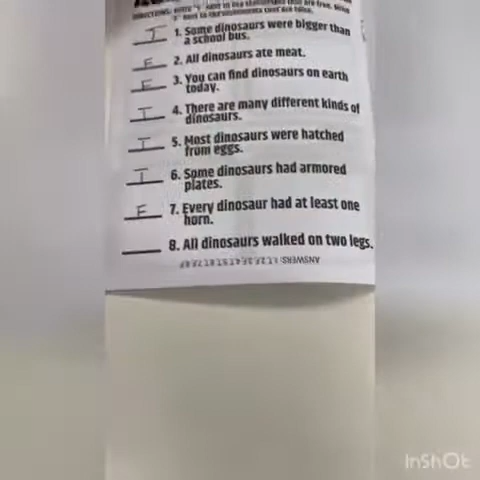 T 1. Some dinosaurs were bigger than
a school bus.
F 2. All dinosaurs ate meat.
F 3. You can find dinosaurs on earth
today.
T 4. There are many different kinds of
dinosaurs.
T 5. Most dinosaurs were hatched
from eggs.
T 6. Some dinosaurs had armored
plates.
F 7. Every dinosaur had at least one
horn.
8. All dinosaurs walked on two legs.
ANSWERS
InShOt